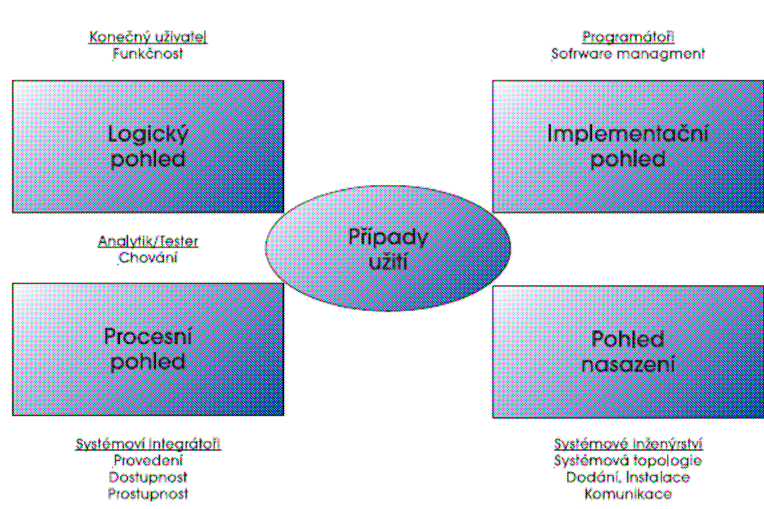 Konečný uživatel
Funkčnost
Programátoři
Sofrware managment
Logický
pohled
Implementační
pohled
Případy
užití
Analytik/Tester
Chování
Procesní
pohled
Pohled
nasazení
Systémoví integrátoři
Provedení
Dostupnost
Prostupnost
Systémové inženýrství
Systémová topologie
Dodání, Instalace
Komunikace